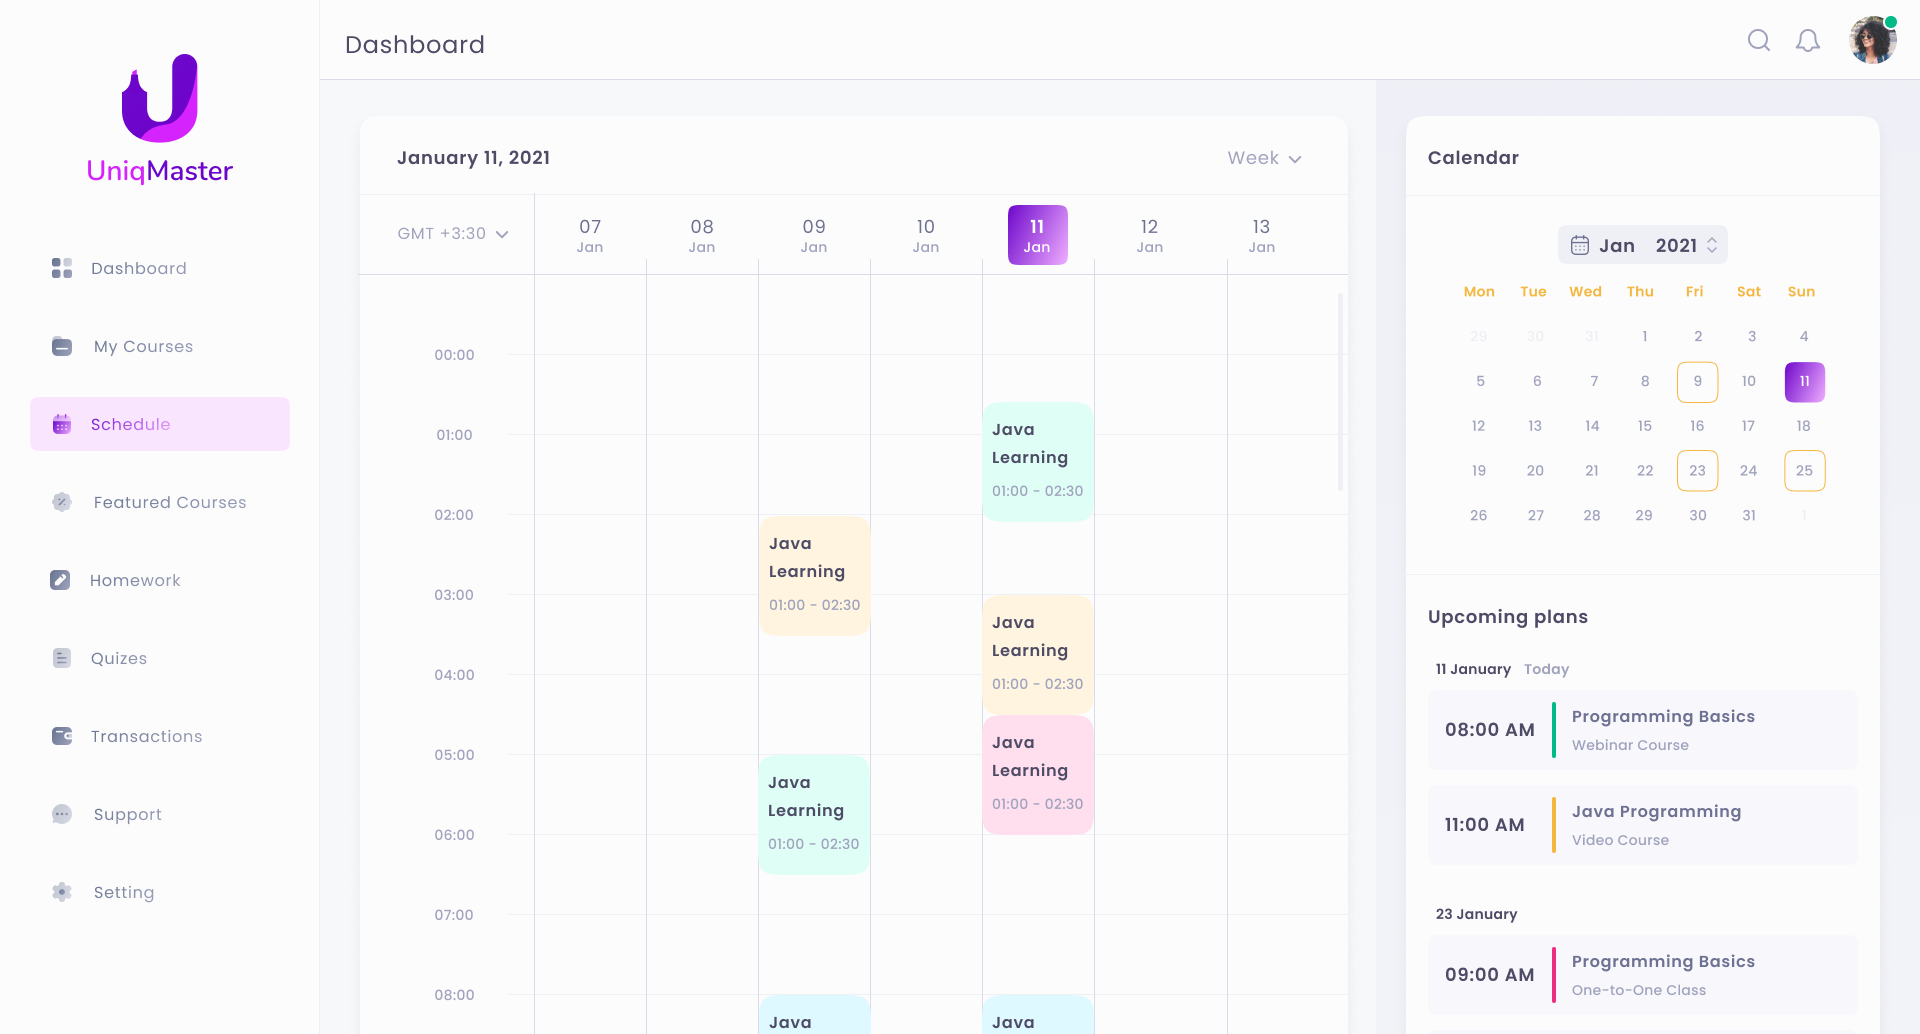 UniqMaster
Dashboard
My Courses
Schedule
Featured Courses
Homework
Quizes
Transactions
Support
Setting
Dashboard
January 11, 2021
Week
GMT +3:30
07 Jan
08 Jan
09 Jan
10 Jan
11 Jan
12 Jan
13 Jan
00:00
01:00
02:00
03:00
04:00
05:00
06:00
07:00
08:00
Java
Learning
01:00 - 02:30
Java
Learning
01:00 - 02:30
Java
Java
Learning
01:00 - 02:30
Java
Learning
01:00 - 02:30
Java
Learning
01:00 - 02:30
Java
Calendar
Jan 2021
Mon Tue Wed Thu Fri Sat Sun
29 30 31 1 2 3 4
5 6 7 8 9 10 11
12 13 14 15 16 17 18
19 20 21 22 23 24 25
26 27 28 29 30 31 1
Upcoming plans
11 January Today
08:00 AM
Programming Basics
Webinar Course
11:00 AM
Java Programming
Video Course
23 January
09:00 AM
Programming Basics
One-to-One Class